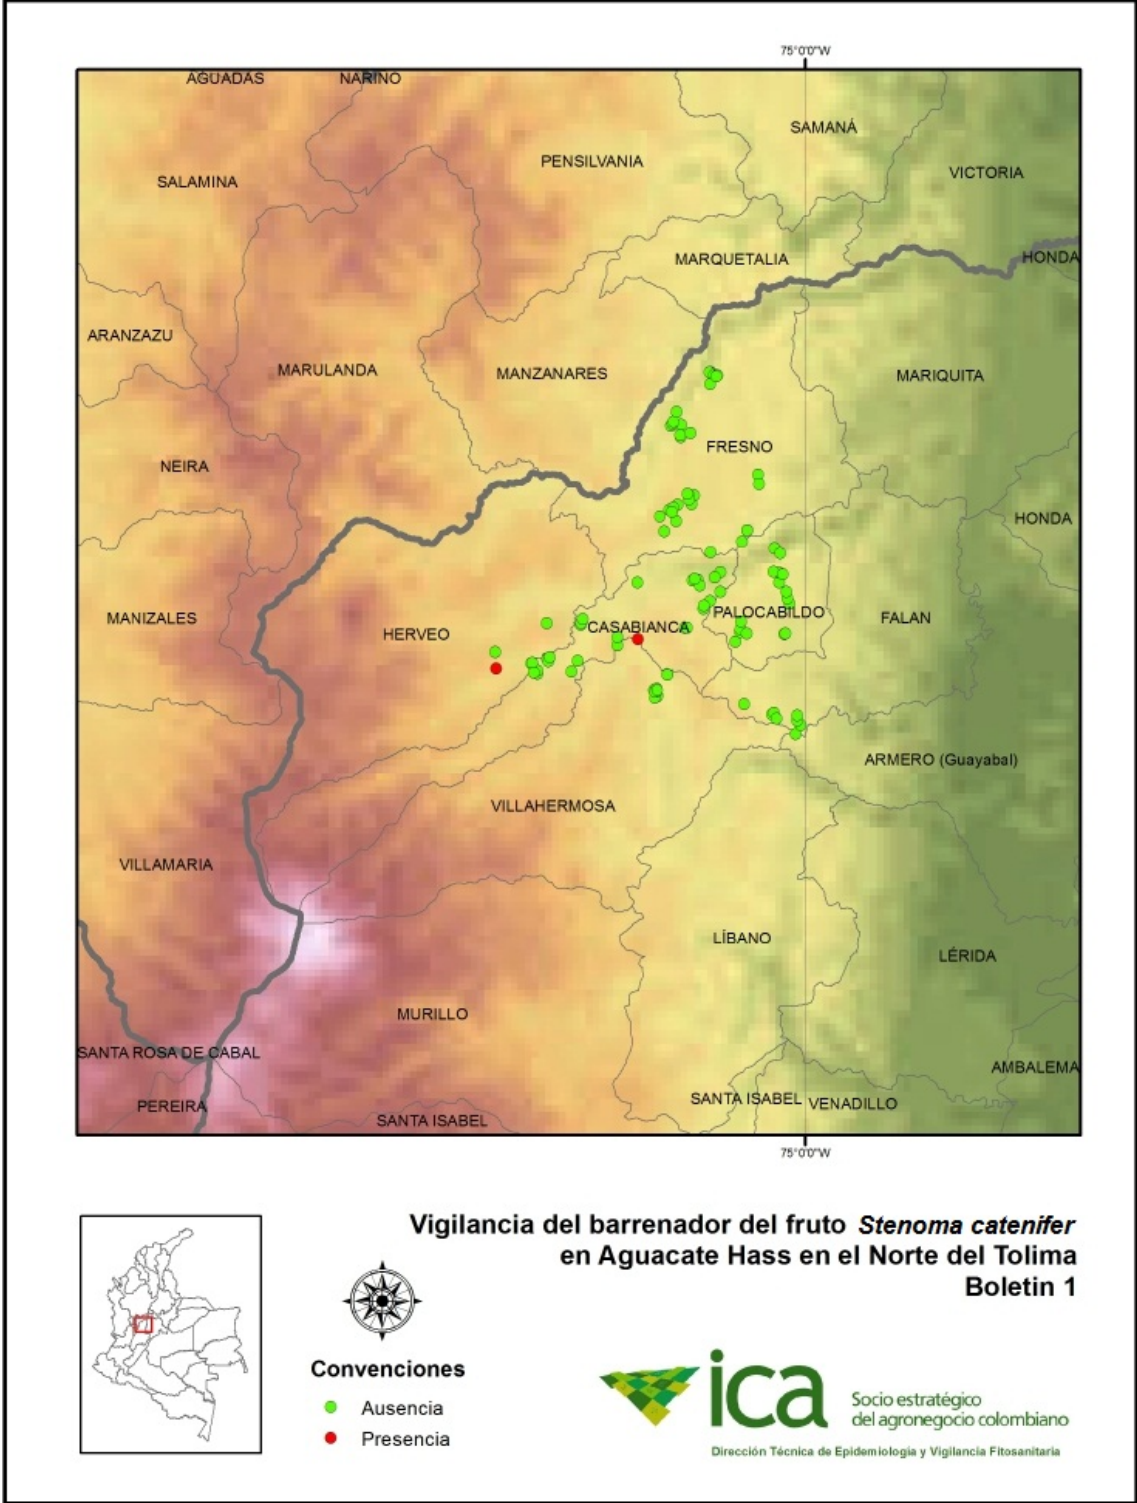 75°0'0"W
AGUADAS
NARIÑO
SAMANÁ
PENSILVANIA
VICTORIA
SALAMINA
MARQUETALIA
HONDA
ARANZAZU
MARULANDA
MANZANARES
MARIQUITA
FRESNO
NEIRA
HONDA
MANIZALES
PALOCABILDO
FALAN
CASABIANCA
HERVEO
ARMERO (Guayabal)
VILLAHERMOSA
VILLAMARIA
LÍBANO
LÉRIDA
MURILLO
SANTA ROSA DE CABAL
AMBALEMA
SANTA ISABEL
VENADILLO
PEREIRA
SANTA ISABEL
75°0'0"W
Vigilancia del barrenador del fruto Stenoma catenifer
en Aguacate Hass en el Norte del Tolima
Boletin 1
Convenciones
Ausencia
Presencia
ica
Socio estratégico
del agronegocio colombiano
Dirección Técnica de Epidemiología y Vigilancia Fitosanitaria